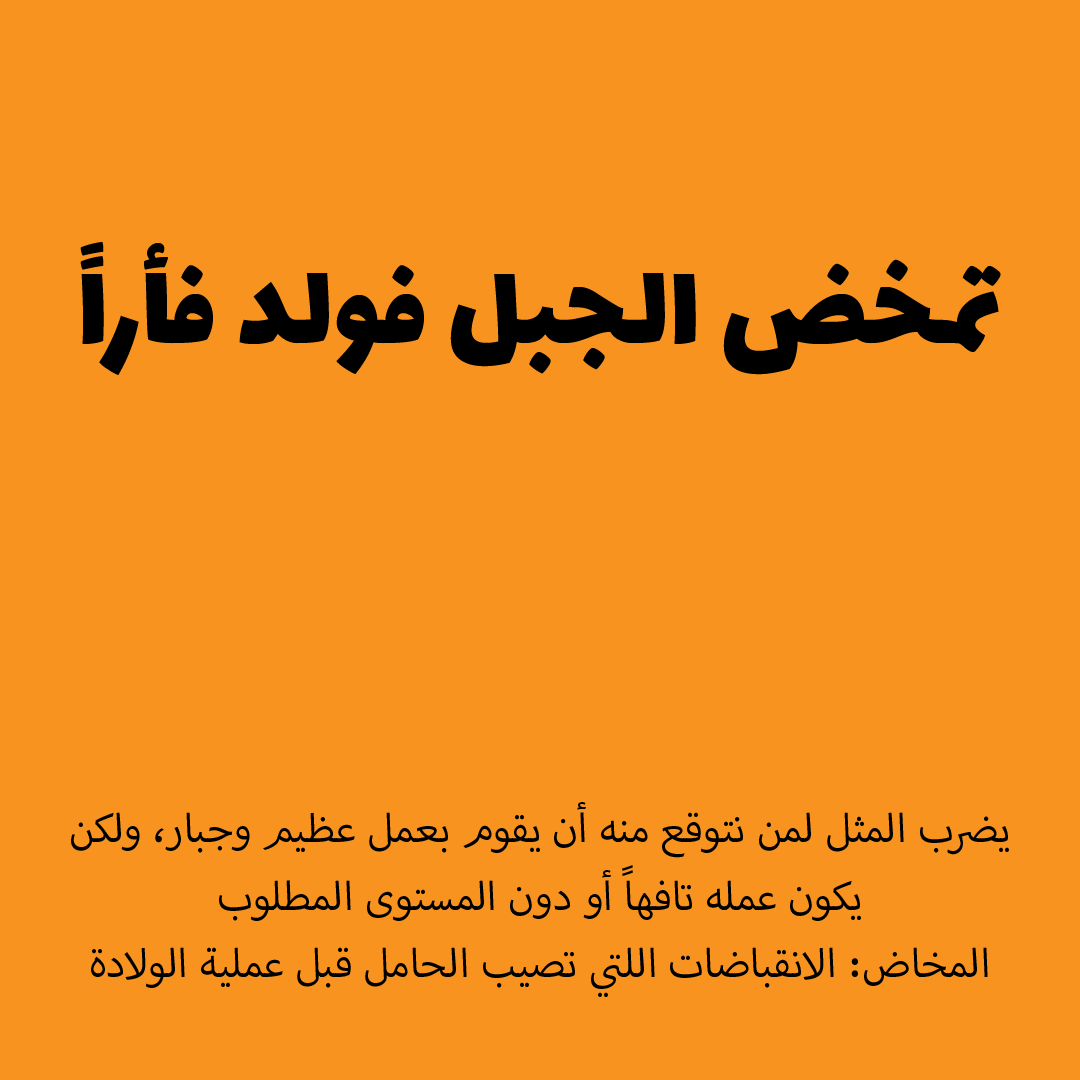 تمخض الجبل فولد فأراً
يضرب المثل لمن نتوقع منه أن يقوم بعمل عظيم وجبار، ولكن
يكون عمله تافهاً أو دون المستوى المطلوب
المخاض: الانقباضات اللتي تصيب الحامل قبل عملية الولادة